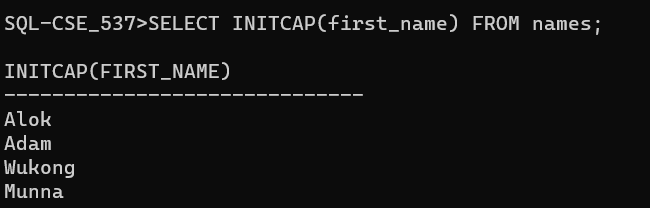 SQL-CSE_537>SELECT INITCAP(first_name) FROM names;
INITCAP(FIRST_NAME)
------------------------------
Alok
Adam
Wukong
Munna